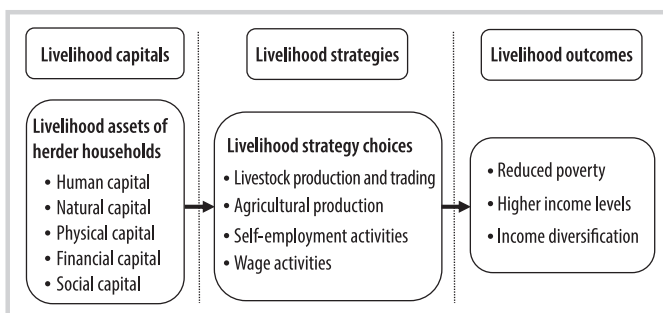 Livelihood capitals
Livelihood strategies
Livelihood outcomes
Livelihood assets of
herder households
• Human capital
• Natural capital
• Physical capital
• Financial capital
• Social capital
Livelihood strategy choices
• Livestock production and trading
• Agricultural production
• Self-employment activities
• Wage activities
• Reduced poverty
• Higher income levels
• Income diversification